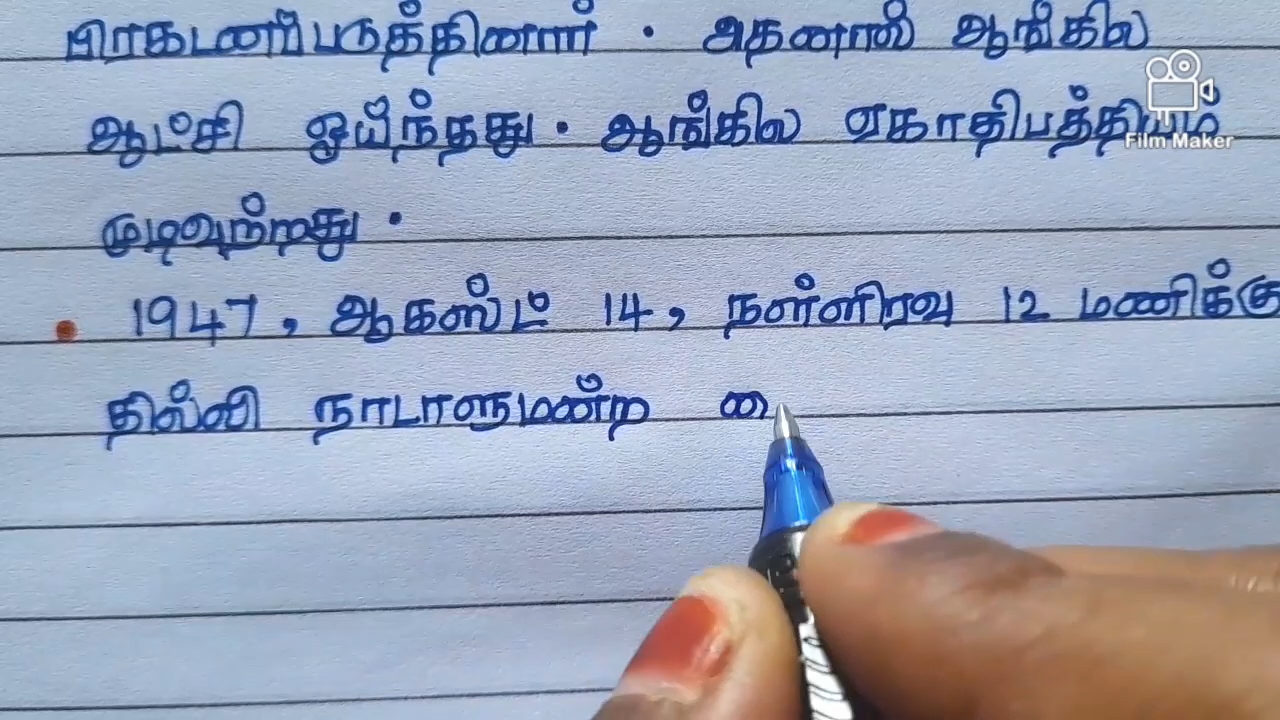 பிரகடனப்படுத்தினார். அதனால் ஆங்கில
ஆட்சி ஓய்ந்தது. ஆங்கில ஏகாதிபத்தியம்
முடிவுற்றது.
• 1947, ஆகஸ்ட் 14, நள்ளிரவு 12 மணிக்கு
தில்லி நாடாளுமன்ற
Film Maker